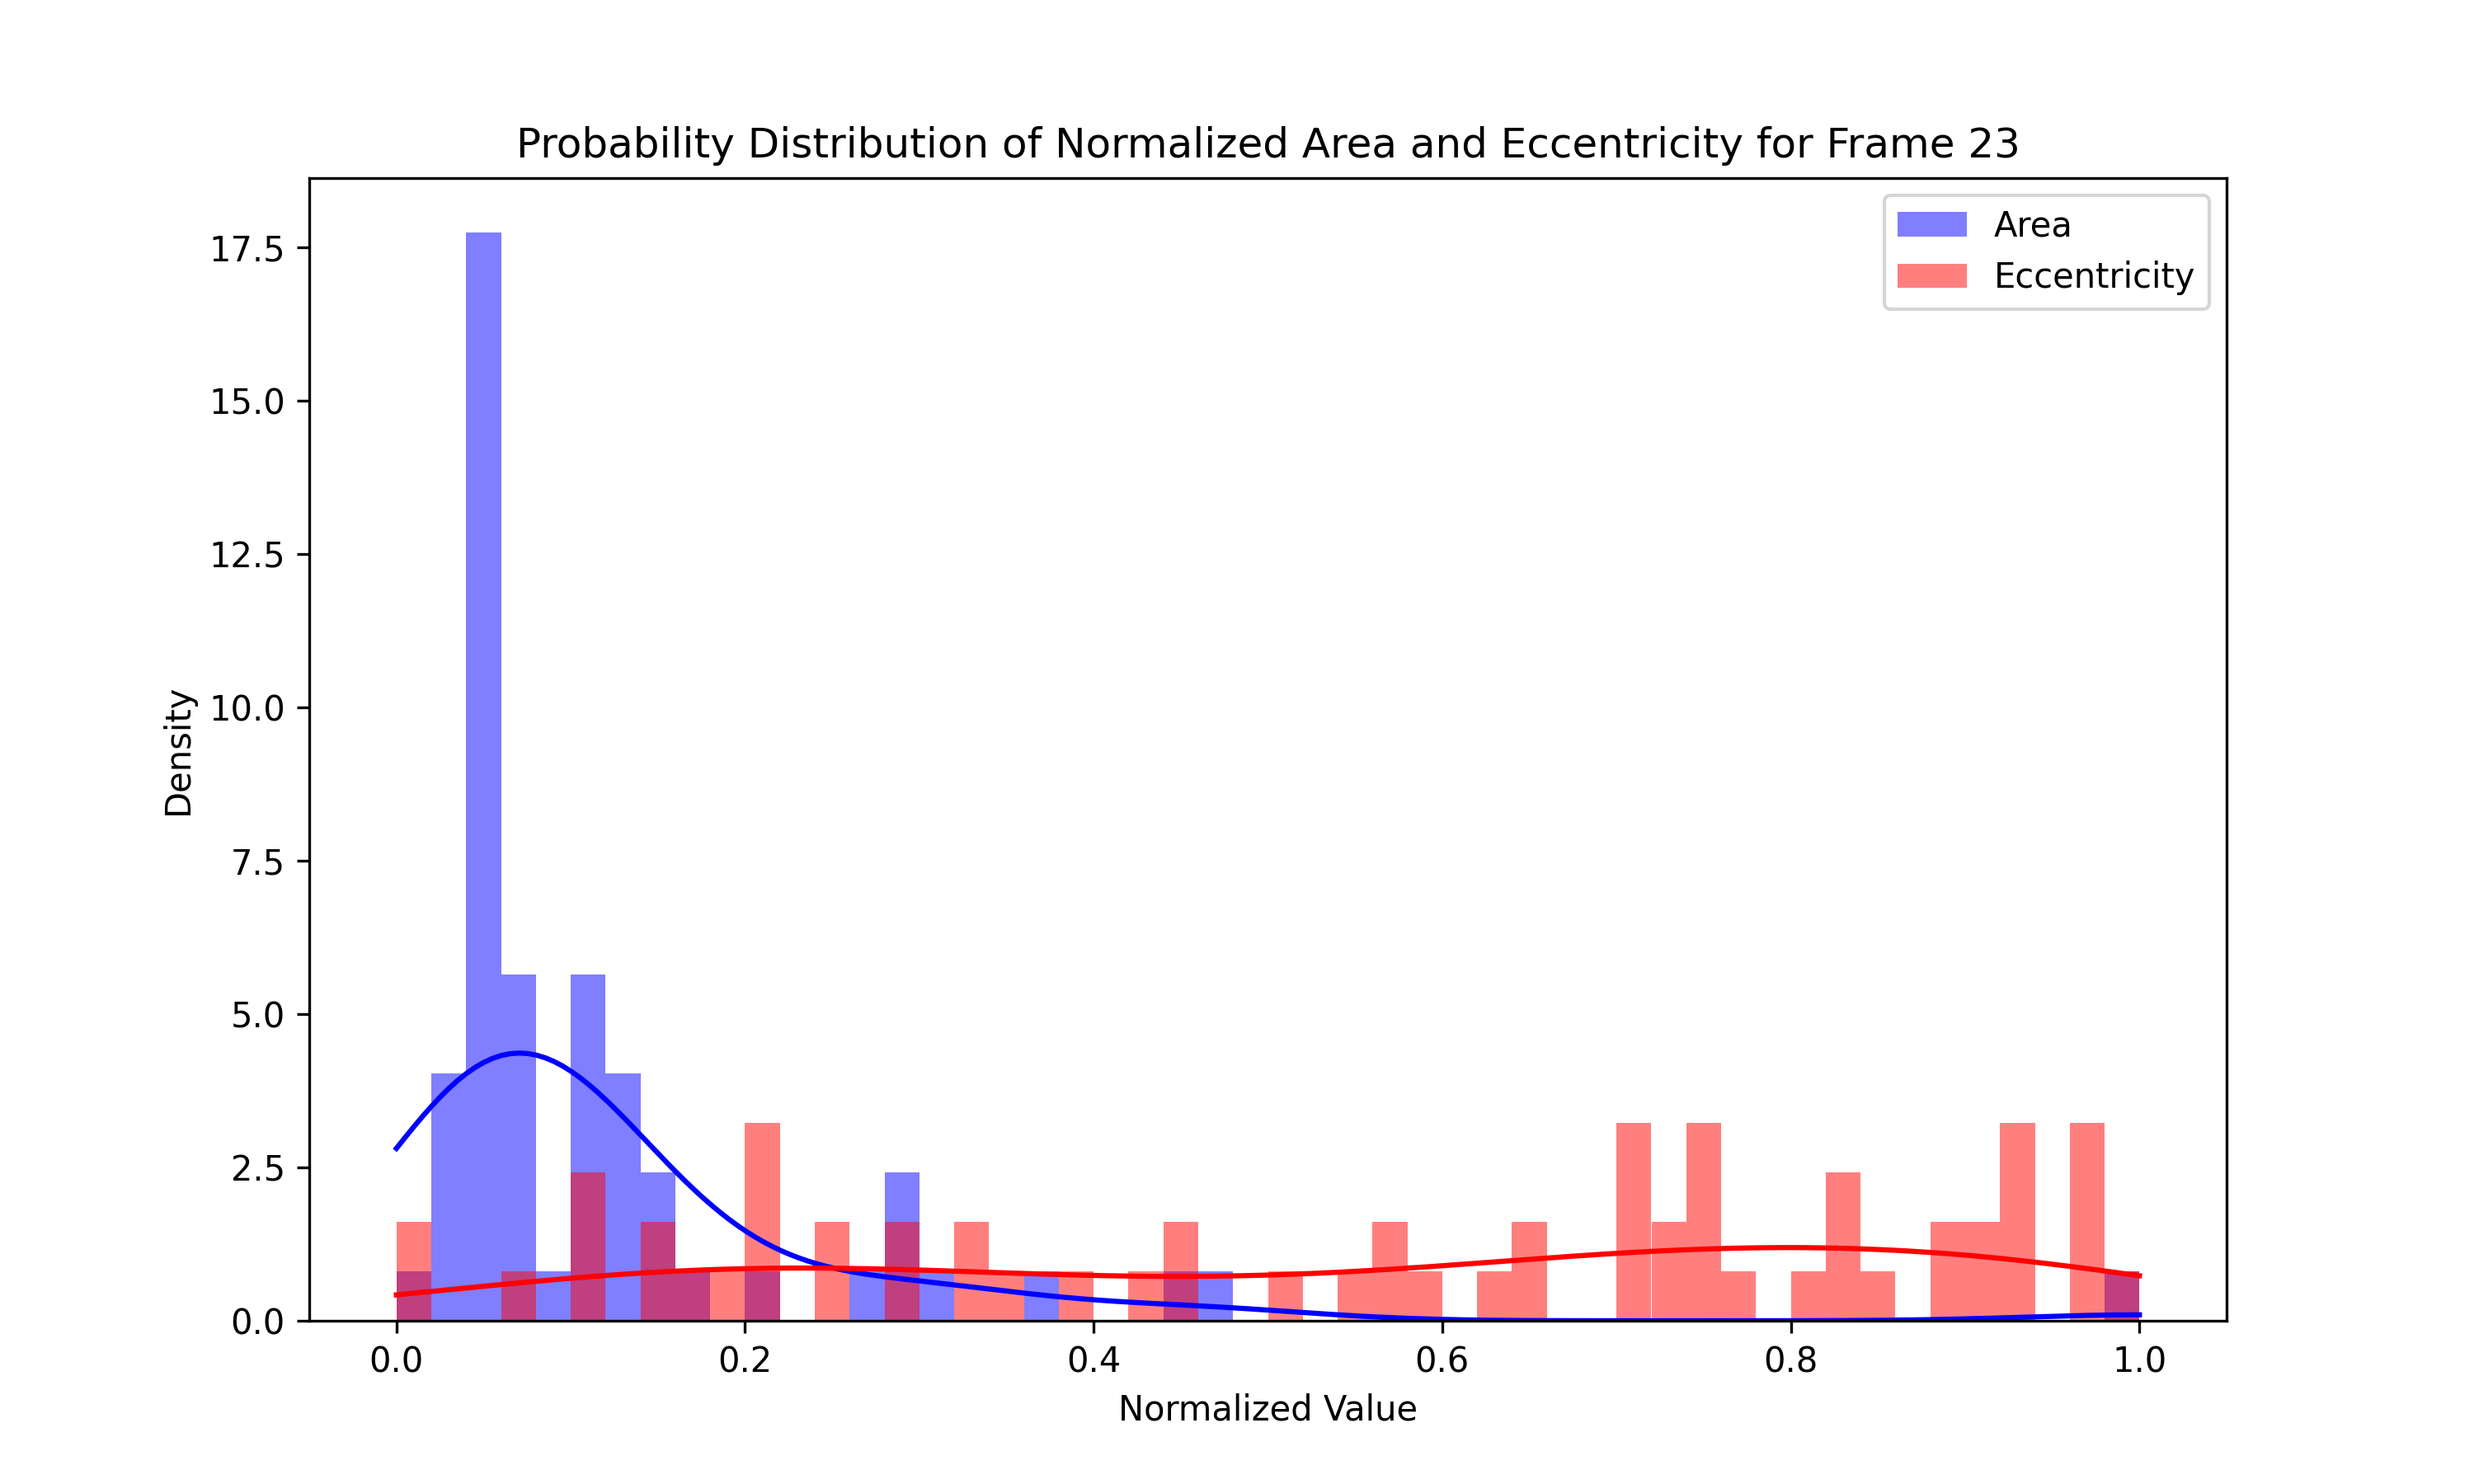 Probability Distribution of Normalized Area and Eccentricity for Frame 23
Area
Eccentricity
17.5
15.0
12.5
10.0
7.5
5.0
2.5
0.0
Density
0.0 0.2 0.4 0.6 0.8 1.0
Normalized Value